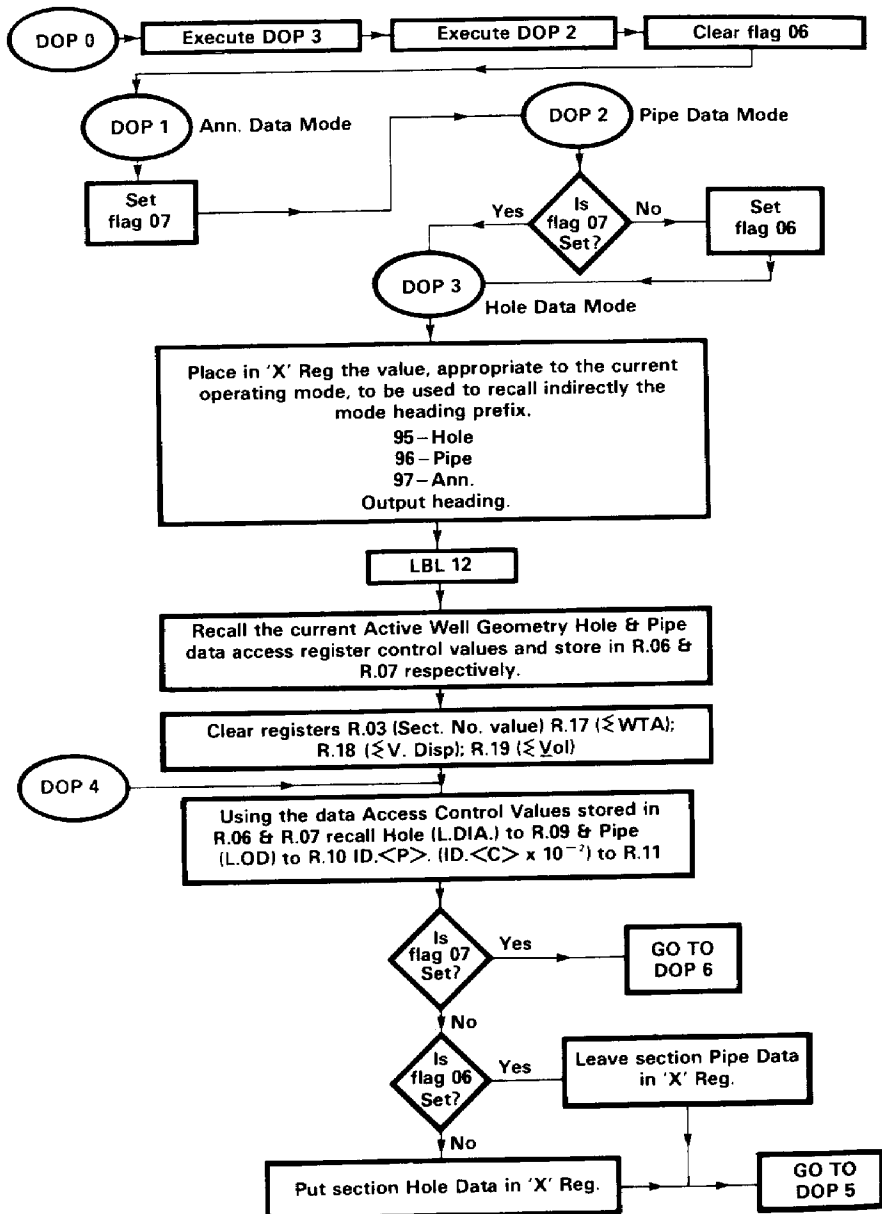 DOP 0
Execute DOP 3
Execute DOP 2
Clear flag 06
DOP 1
Ann. Data Mode
DOP 2
Pipe Data Mode
Set
flag 07
Yes
Is
flag 07
Set?
No
Set
flag 06
DOP 3
Hole Data Mode
Place in 'X' Reg the value, appropriate to the current
operating mode, to be used to recall indirectly the
mode heading prefix.
95–Hole
96–Pipe
97–Ann.
Output heading.
LBL 12
Recall the current Active Well Geometry Hole & Pipe
data access register control values and store in R.06 &
R.07 respectively.
Clear registers R.03 (Sect. No. value) R.17 (≤WTA);
R.18 (≤V. Disp); R.19 (≤Vol)
DOP 4
Using the data Access Control Values stored in
R.06 & R.07 recall Hole (L.DIA.) to R.09 & Pipe
(L.OD) to R.10 ID.<P>. (ID.<C> x 10⁻²) to R.11
Is
flag 07
Set?
Yes
GO TO
DOP 6
No
Is
flag 06
Set?
Yes
Leave section Pipe Data
in 'X' Reg.
No
Put section Hole Data in 'X' Reg.
GO TO
DOP 5